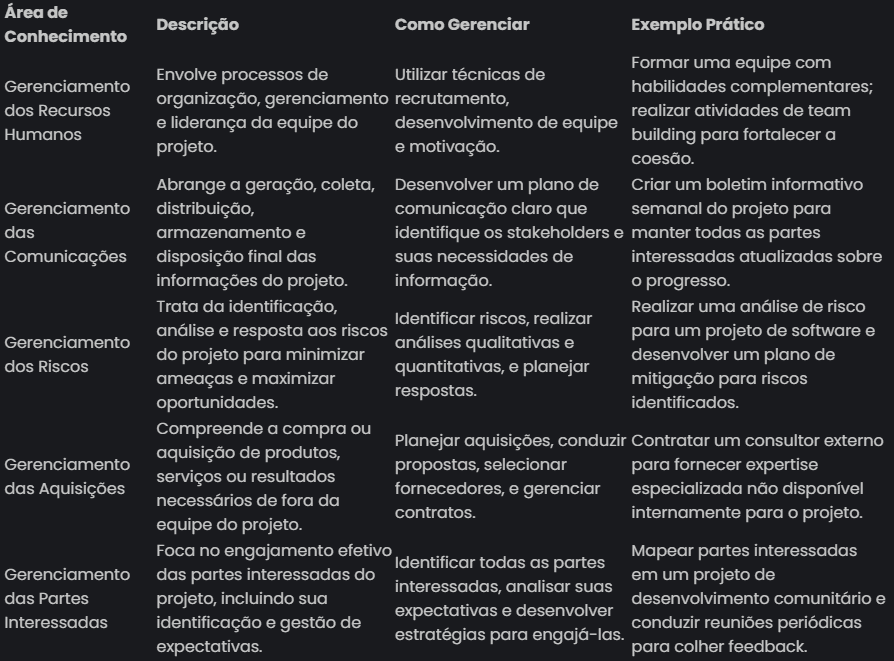 Área de
Conhecimento
Descrição
Como Gerenciar
Exemplo Prático
Gerenciamento
dos Recursos
Humanos
Envolve processos de
organização, gerenciamento
e liderança da equipe do
projeto.
Utilizar técnicas de
recrutamento,
desenvolvimento de equipe
e motivação.
Formar uma equipe com
habilidades complementares;
realizar atividades de team
building para fortalecer a
coesão.
Gerenciamento
das
Comunicações
Abrange a geração, coleta,
distribuição,
armazenamento e
disposição final das
informações do projeto.
Desenvolver um plano de
comunicação claro que
identifique os stakeholders e
suas necessidades de
informação.
Criar um boletim informativo
semanal do projeto para
manter todas as partes
interessadas atualizadas sobre
o progresso.
Gerenciamento
dos Riscos
Trata da identificação,
análise e resposta aos riscos
do projeto para minimizar
ameaças e maximizar
oportunidades.
Identificar riscos, realizar
análises qualitativas e
quantitativas, e planejar
respostas.
Realizar uma análise de risco
para um projeto de software e
desenvolver um plano de
mitigação para riscos
identificados.
Gerenciamento
das Aquisições
Compreende a compra ou
aquisição de produtos,
serviços ou resultados
necessários de fora da
equipe do projeto.
Planejar aquisições, conduzir
propostas, selecionar
fornecedores, e gerenciar
contratos.
Contratar um consultor externo
para fornecer expertise
especializada não disponível
internamente para o projeto.
Gerenciamento
das Partes
Interessadas
Foca no engajamento efetivo
das partes interessadas do
projeto, incluindo sua
identificação e gestão de
expectativas.
Identificar todas as partes
interessadas, analisar suas
expectativas e desenvolver
estratégias para engajá-las.
Mapear partes interessadas
em um projeto de
desenvolvimento comunitário e
conduzir reuniões periódicas
para colher feedback.